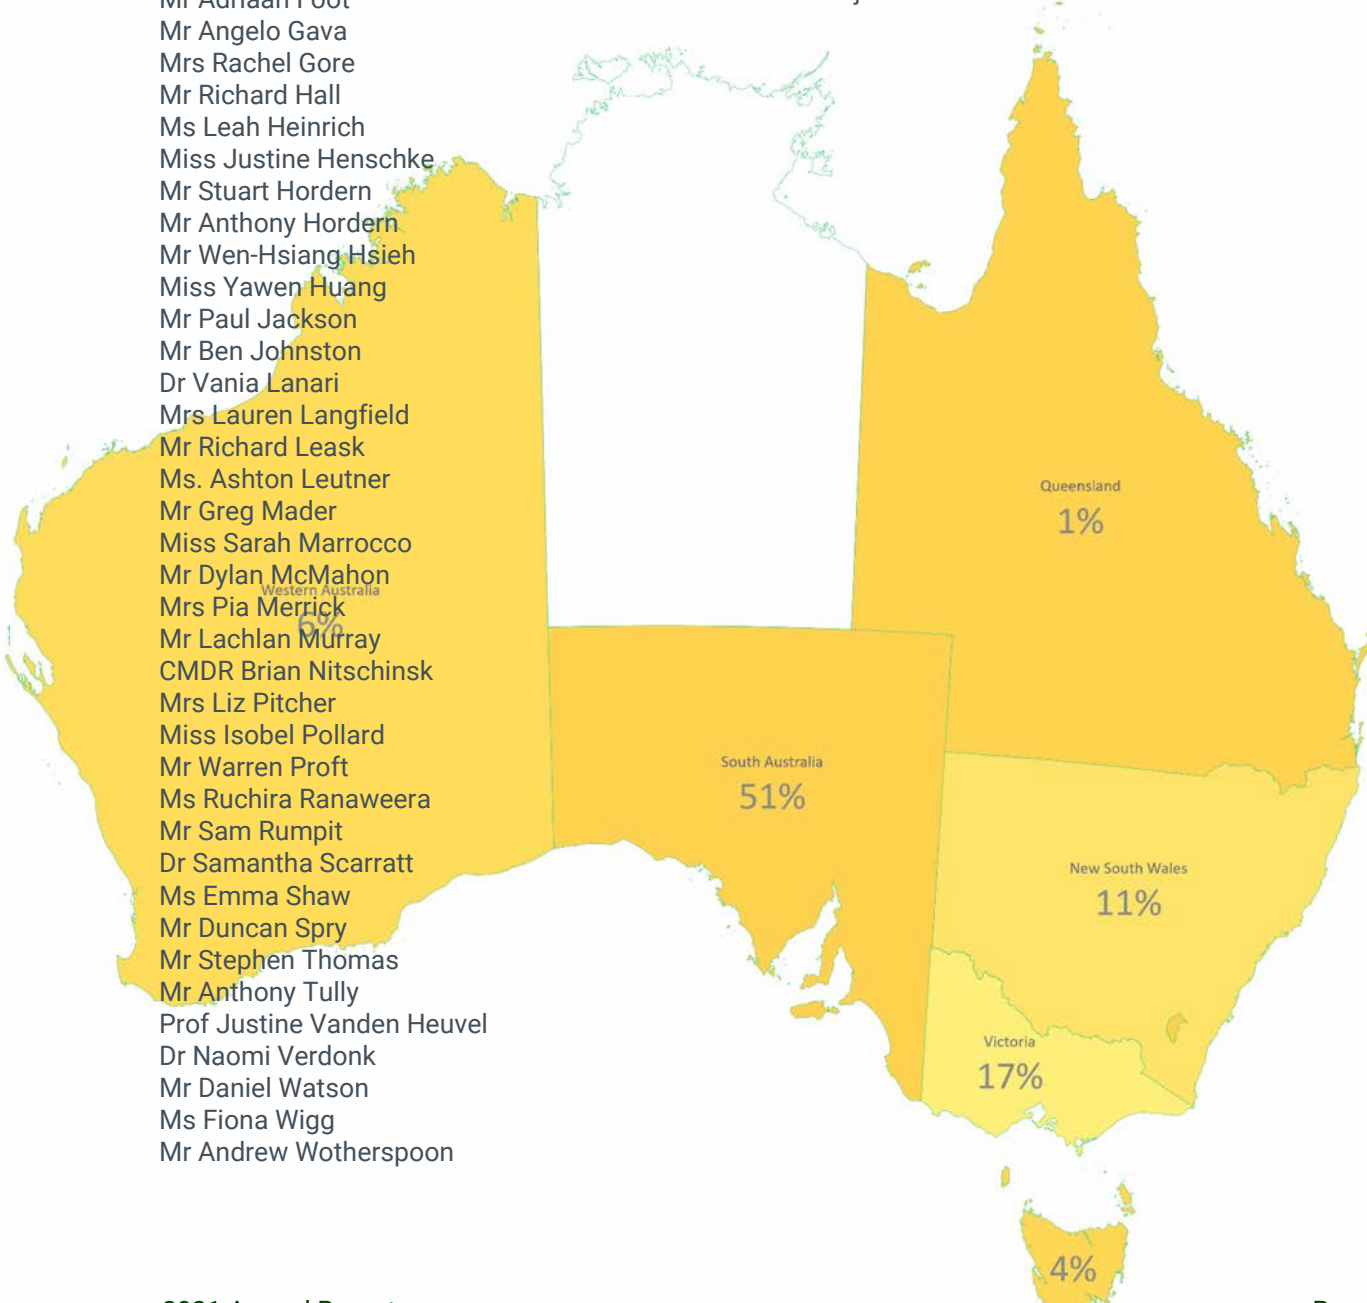 Mr Adriaan Foot
Mr Angelo Gava
Mrs Rachel Gore
Mr Richard Hall
Ms Leah Heinrich
Miss Justine Henschke
Mr Stuart Hordern
Mr Anthony Hordern
Mr Wen-Hsiang Hsieh
Miss Yawen Huang
Mr Paul Jackson
Mr Ben Johnston
Dr Vania Lanari
Mrs Lauren Langfield
Mr Richard Leask
Ms. Ashton Leutner
Mr Greg Mader
Miss Sarah Marrocco
Mr Dylan McMahon
Mrs Pia Merrick
Mr Lachlan Murray
CMDR Brian Nitschinsk
Mrs Liz Pitcher
Miss Isobel Pollard
Mr Warren Proft
Ms Ruchira Ranaweera
Mr Sam Rumpit
Dr Samantha Scarratt
Ms Emma Shaw
Mr Duncan Spry
Mr Stephen Thomas
Mr Anthony Tully
Prof Justine Vanden Heuvel
Dr Naomi Verdonk
Mr Daniel Watson
Ms Fiona Wigg
Mr Andrew Wotherspoon
Western Australia
6%
Queensland
1%
South Australia
51%
New South Wales
11%
Victoria
17%
4%